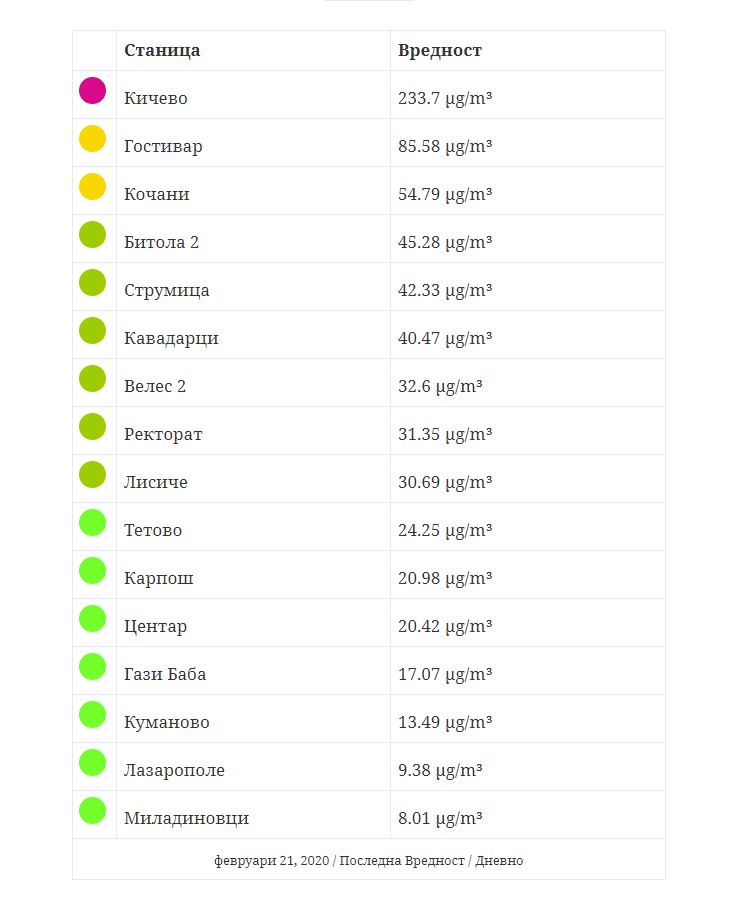 Станица Вредност
Кичево 233.7 µg/m³
Гостивар 85.58 µg/m³
Кочани 54.79 µg/m³
Битола 2 45.28 µg/m³
Струмица 42.33 µg/m³
Кавадарци 40.47 µg/m³
Велес 2 32.6 µg/m³
Ректорат 31.35 µg/m³
Лисиче 30.69 µg/m³
Тетово 24.25 µg/m³
Карпош 20.98 µg/m³
Центар 20.42 µg/m³
Гази Баба 17.07 µg/m³
Куманово 13.49 µg/m³
Лазарополе 9.38 µg/m³
Миладиновци 8.01 µg/m³
февруари 21, 2020 / Последна Вредност / Дневно